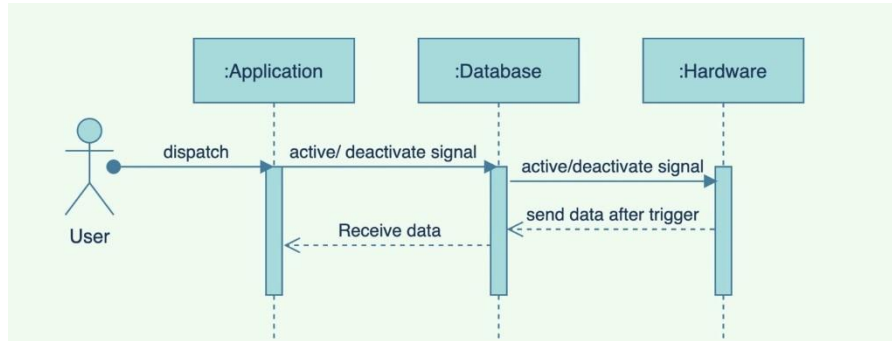 :Application
:Database
:Hardware
dispatch
active/ deactivate signal
active/deactivate signal
send data after trigger
Receive data
User